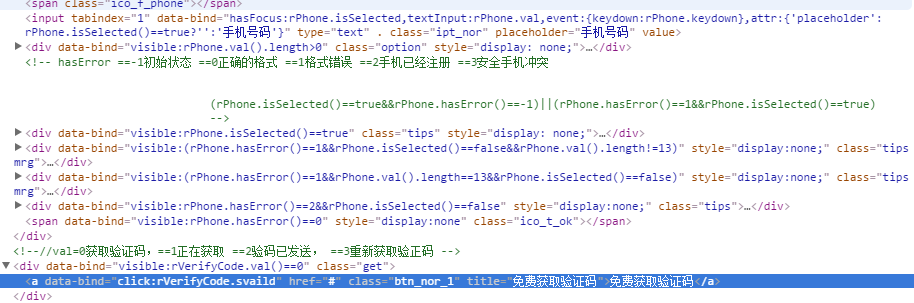 <span class="ico_f_phone"></span>
<input tabindex="1" data-bind="hasFocus:rPhone.isSelected,textInput:rPhone.val,event:{keydown:rPhone.keydown},attr:{'placeholder':
rPhone.isSelected()==true?'':'手机号码'}" type="text" . class="ipt_nor" placeholder="手机号码" value>
▶<div data-bind="visible:rPhone.val().length>0" class="option" style="display: none;">…</div>
<!-- hasError ==-1初始状态 ==0正确的格式 ==1格式错误 ==2手机已经注册 ==3安全手机冲突
(rPhone.isSelected()==true&&rPhone.hasError()==-1)||(rPhone.hasError()==1&&rPhone.isSelected()==true)
-->
▶<div data-bind="visible:rPhone.isSelected()==true" class="tips" style="display: none;">…</div>
▶<div data-bind="visible:(rPhone.hasError()==1&&rPhone.isSelected()==false&&rPhone.val().length!=13)" style="display:none;" class="tips
mrg">…</div>
▶<div data-bind="visible:(rPhone.hasError()==1&&rPhone.val().length==13&&rPhone.isSelected()==false)" style="display:none;" class="tips
mrg">…</div>
▶<div data-bind="visible:rPhone.hasError()==2&&rPhone.isSelected()==false" style="display:none;" class="tips">…</div>
<span data-bind="visible:rPhone.hasError()==0" style="display:none" class="ico_t_ok"></span>
</div>
<!--//val=0获取验证码，==1正在获取 ==2验码已发送， ==3重新获取验正码 -->
▼<div data-bind="visible:rVerifyCode.val()==0" class="get">
<a data-bind="click:rVerifyCode.svaild" href="#" class="btn_nor_1" title="免费获取验证码">免费获取验证码</a>
</div>